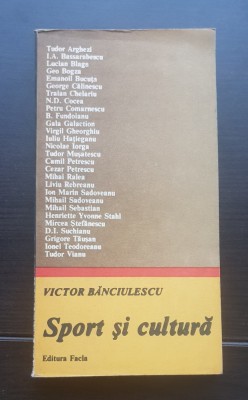 Tudor Arghezi
I.A. Bassarabescu
Lucian Blaga
Geo Bogza
Emanoil Bucuța
George Călinescu
Traian Chelariu
N.D. Cocea
Petru Comarnescu
B. Fundoianu
Gala Galaction
Virgil Gheorghiu
Iuliu Hațieganu
Nicolae Iorga
Tudor Mușatescu
Camil Petrescu
Cezar Petrescu
Mihai Ralea
Liviu Rebreanu
Ion Marin Sadoveanu
Mihail Sadoveanu
Mihail Sebastian
Henriette Yvonne Stahl
Mircea Ștefănescu
D.I. Suchianu
Grigore Tăușan
Ionel Teodoreanu
Tudor Vianu
VICTOR BĂNCIULESCU
Sport și cultură
Editura Facla